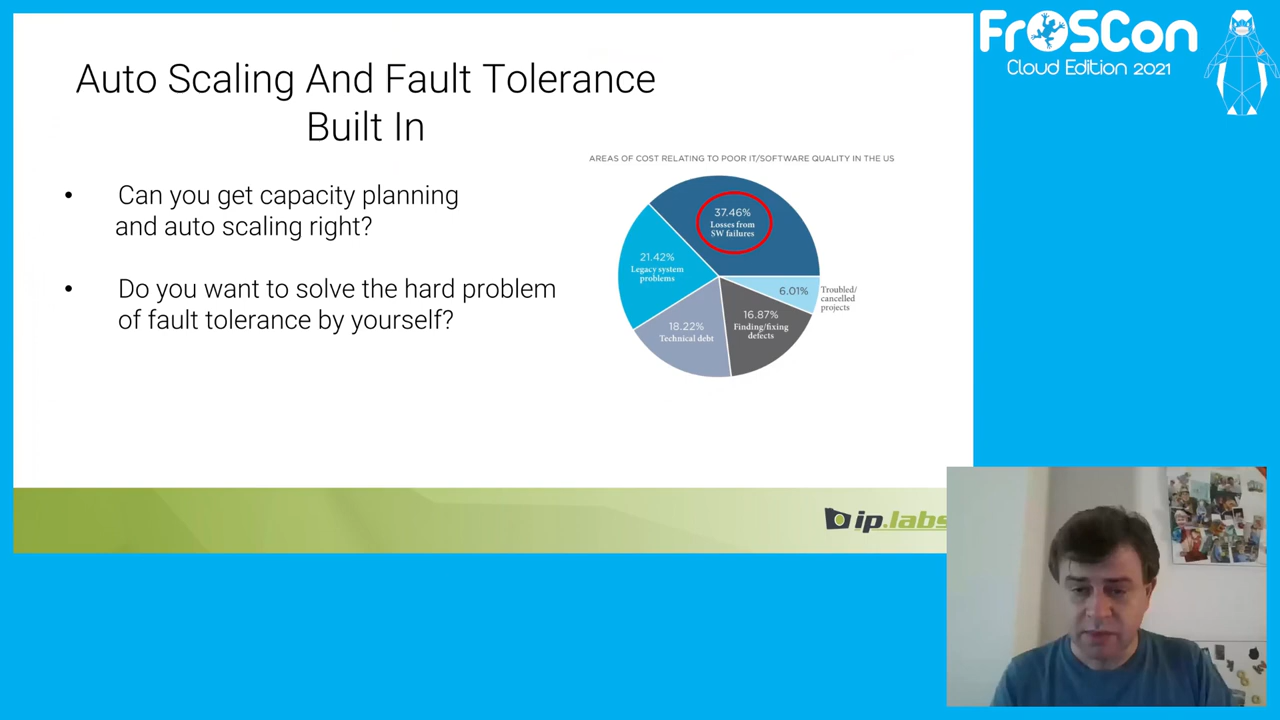 FrOSCon
Cloud Edition 2021
Auto Scaling And Fault Tolerance
Built In
• Can you get capacity planning
and auto scaling right?
• Do you want to solve the hard problem
of fault tolerance by yourself?
AREAS OF COST RELATING TO POOR IT/SOFTWARE QUALITY IN THE US
37.46%
Losses from
SW failures
21.42%
Legacy system
problems
6.01%
Troubled/
cancelled
projects
16.87%
Finding/fixing
defects
18.22%
Technical debt
ip.labs